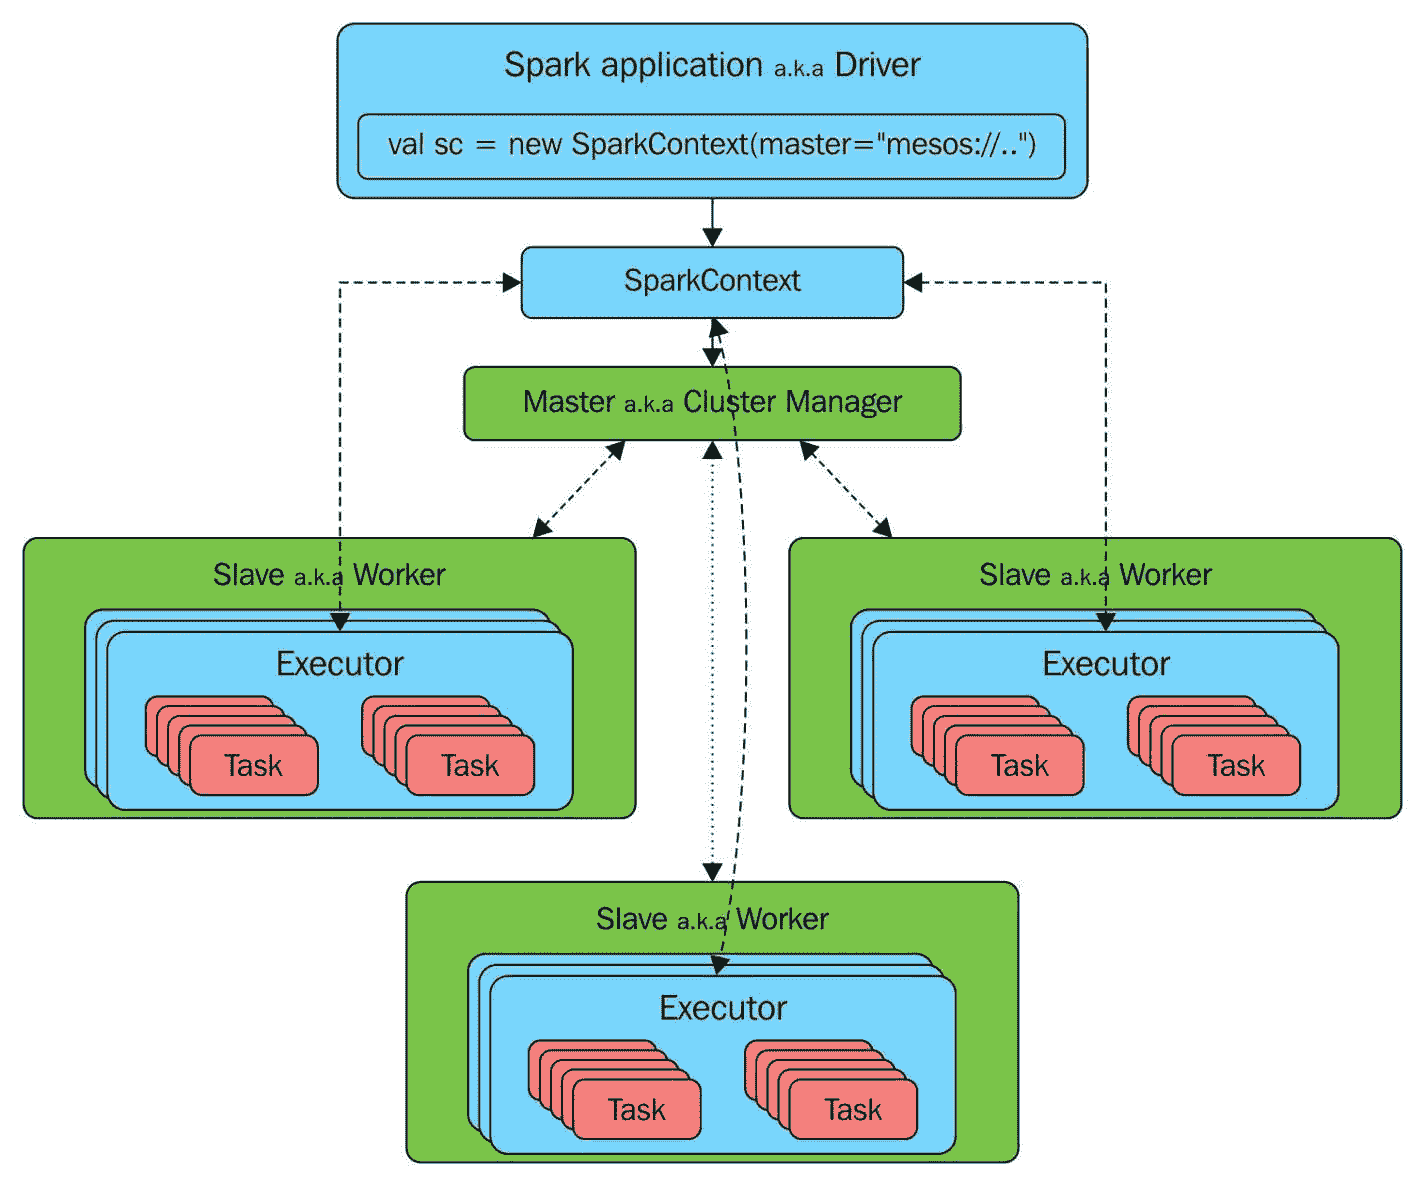 Spark application a.k.a Driver
val sc = new SparkContext(master="mesos://..")
SparkContext
Master a.k.a Cluster Manager
Slave a.k.a Worker
Executor
Task
Task
Slave a.k.a Worker
Executor
Task
Task
Slave a.k.a Worker
Executor
Task
Task